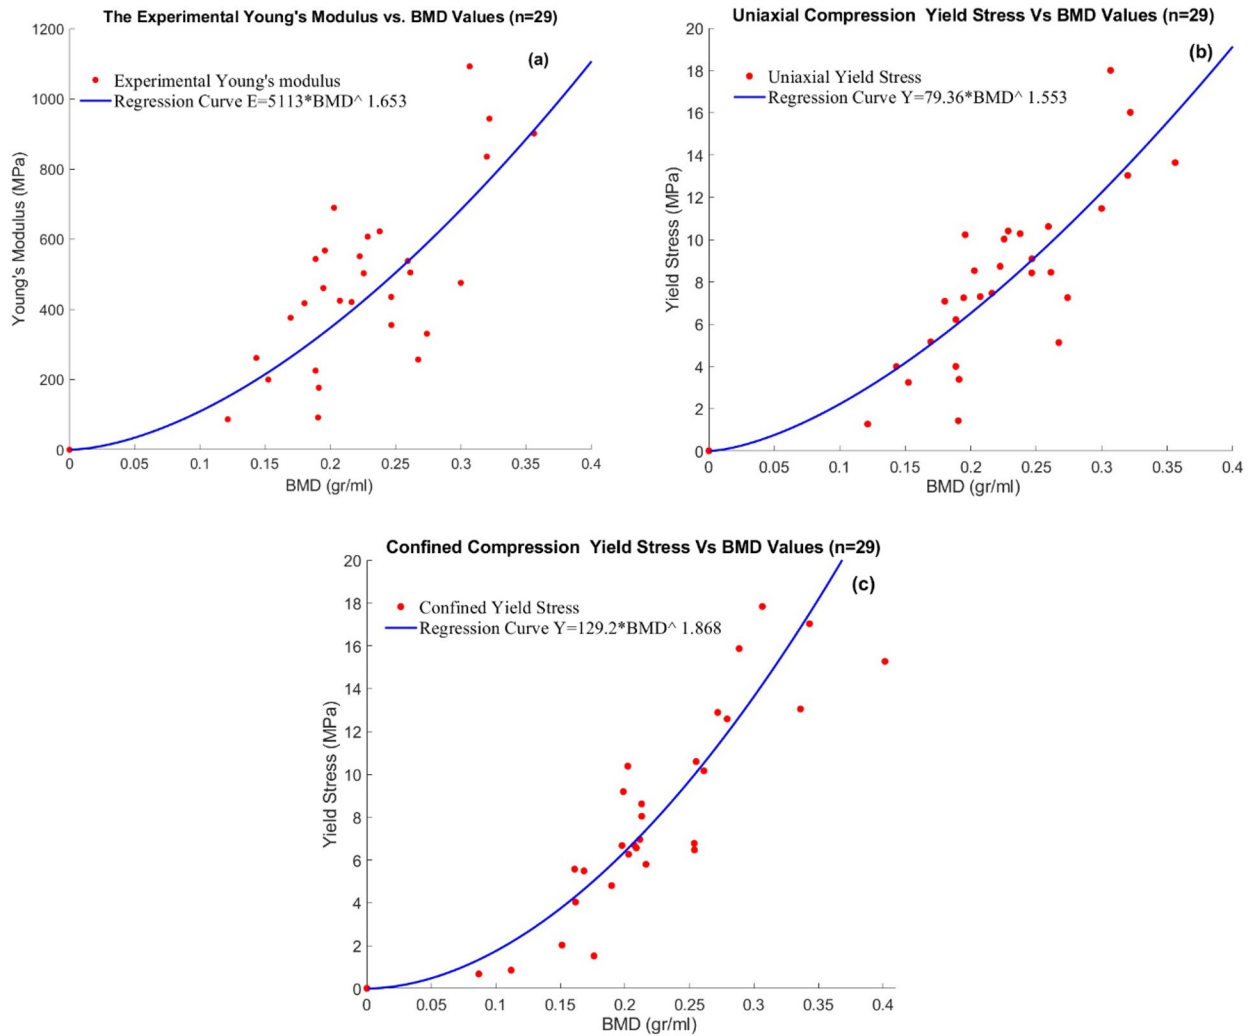 The Experimental Young's Modulus vs. BMD Values (n=29)
(a)
Experimental Young's modulus
Regression Curve E=5113*BMD^ 1.653
1200
1000
800
600
400
200
0
Young's Modulus (MPa)
0 0.05 0.1 0.15 0.2 0.25 0.3 0.35 0.4
BMD (gr/ml)
Uniaxial Compression Yield Stress Vs BMD Values (n=29)
(b)
Uniaxial Yield Stress
Regression Curve Y=79.36*BMD^ 1.553
20
18
16
14
12
10
8
6
4
2
0
Yield Stress (MPa)
0 0.05 0.1 0.15 0.2 0.25 0.3 0.35 0.4
BMD (gr/ml)
Confined Compression Yield Stress Vs BMD Values (n=29)
(c)
Confined Yield Stress
Regression Curve Y=129.2*BMD^ 1.868
20
18
16
14
12
10
8
6
4
2
0
Yield Stress (MPa)
0 0.05 0.1 0.15 0.2 0.25 0.3 0.35 0.4
BMD (gr/ml)